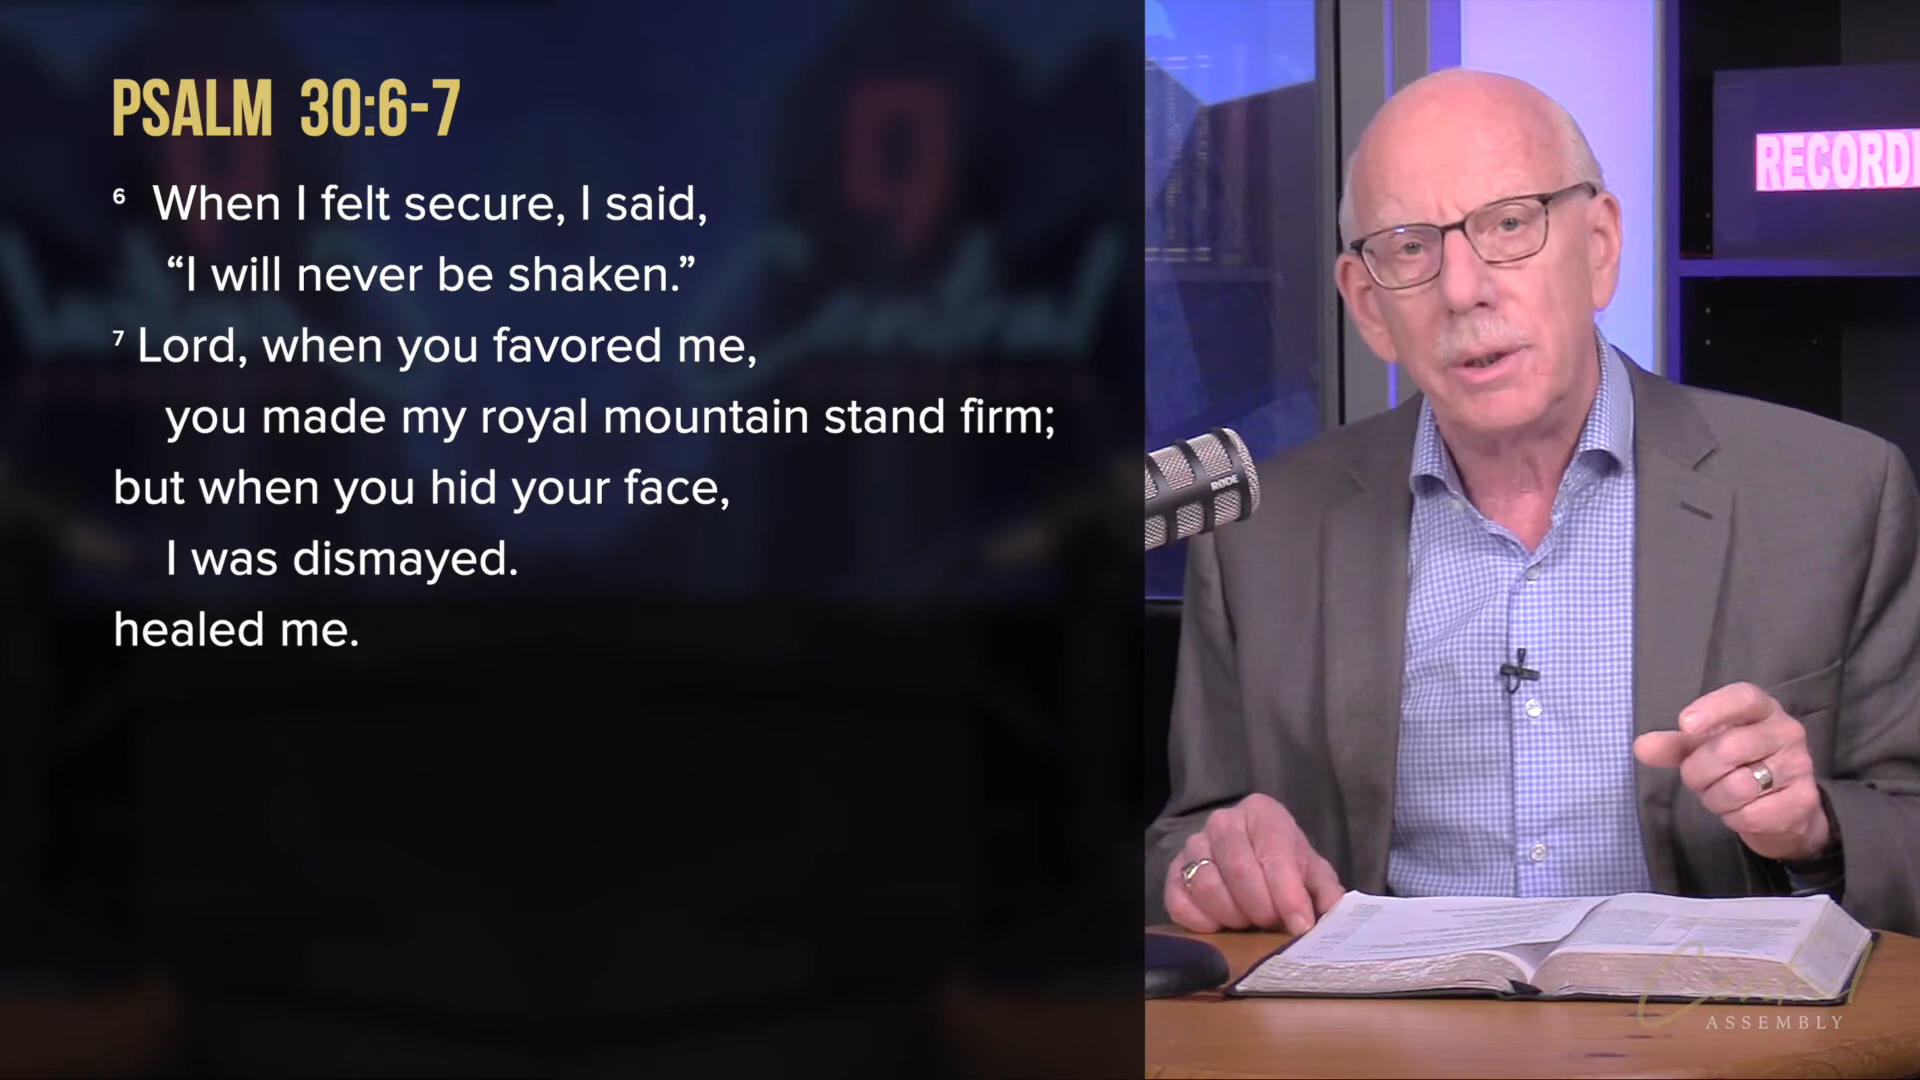 PSALM 30:6-7
6 When I felt secure, I said,
“I will never be shaken.”
7 Lord, when you favored me,
you made my royal mountain stand firm;
but when you hid your face,
I was dismayed.
healed me.
RECORDI
RØDE
Central
ASSEMBLY